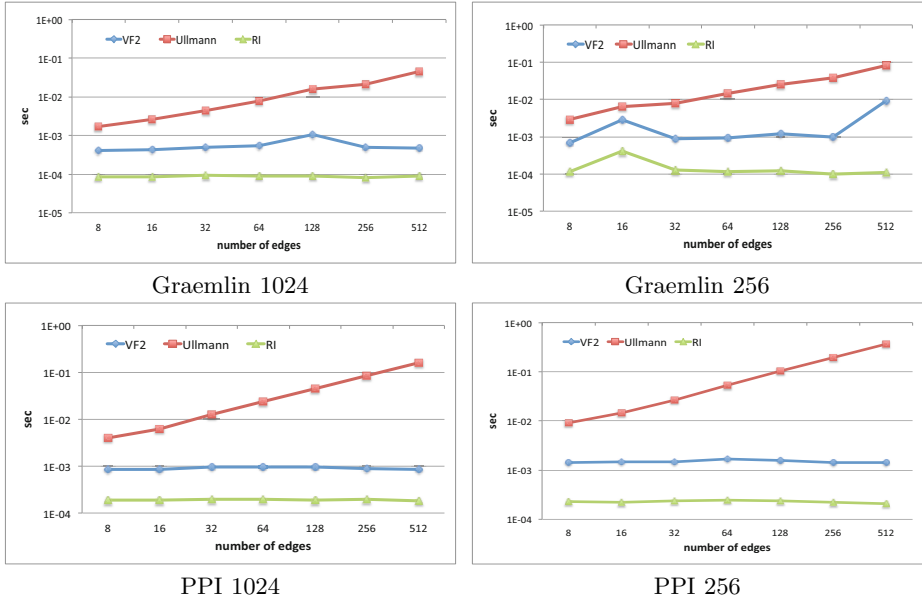 1E+00
VF2 Ullmann RI
1E-01
1E-02
1E-03
1E-04
1E-05
sec
8 16 32 64 128 256 512
number of edges
Graemlin 1024
1E+00
VF2 Ullmann RI
1E-01
1E-02
1E-03
1E-04
1E-05
sec
8 16 32 64 128 256 512
number of edges
Graemlin 256
1E+00
VF2 Ullmann RI
1E-01
1E-02
1E-03
1E-04
sec
8 16 32 64 128 256 512
number of edges
PPI 1024
1E+00
VF2 Ullmann RI
1E-01
1E-02
1E-03
1E-04
sec
8 16 32 64 128 256 512
number of edges
PPI 256